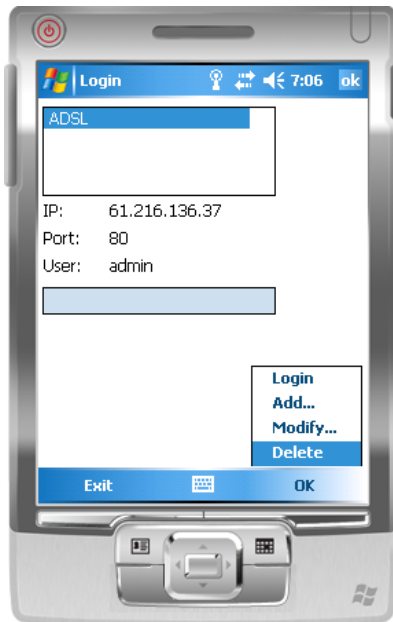 Login 7:06 ok
ADSL
IP: 61.216.136.37
Port: 80
User: admin
Login
Add...
Modify...
Delete
Exit OK